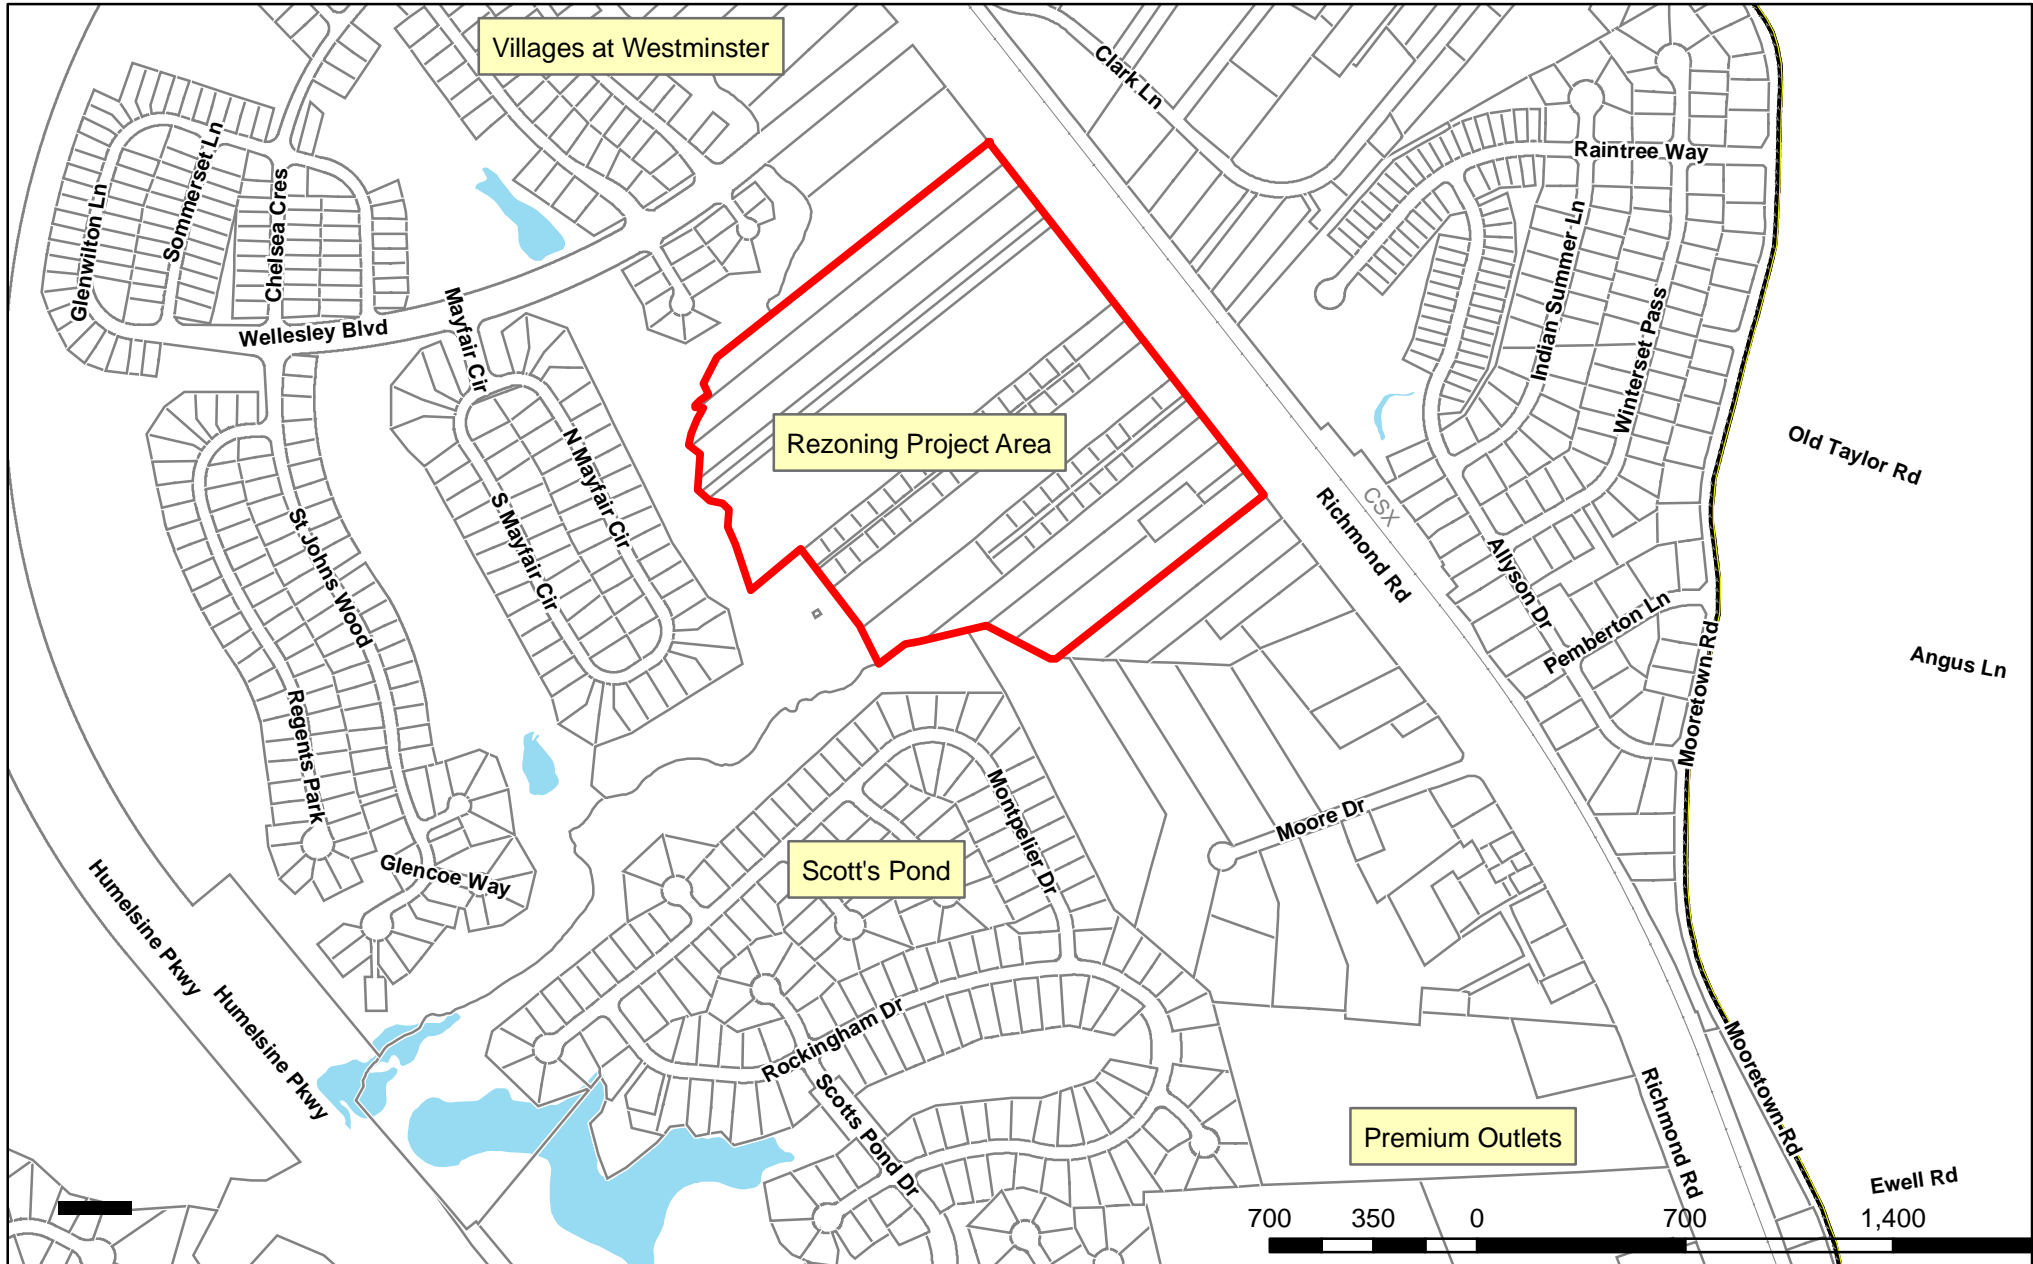 Villages at Westminster
Clark Ln
Raintree Way
Sommerset Ln
Glenwilton Ln
Chelsea Cres
Indian Summer Ln
Winterset Pass
Wellesley Blvd
Mayfair Cir
N Mayfair Cir
S Mayfair Cir
Rezoning Project Area
Old Taylor Rd
CSX
Richmond Rd
St Johns Wood
Allyson Dr
Pemberton Ln
Mooretown Rd
Angus Ln
Regents Park
Montpelier Dr
Moore Dr
Scott's Pond
Glencoe Way
Humelsine Pkwy
Humelsine Pkwy
Rockingham Dr
Scotts Pond Dr
Richmond Rd
Mooretown Rd
Premium Outlets
Ewell Rd
700 350 0 700 1,400